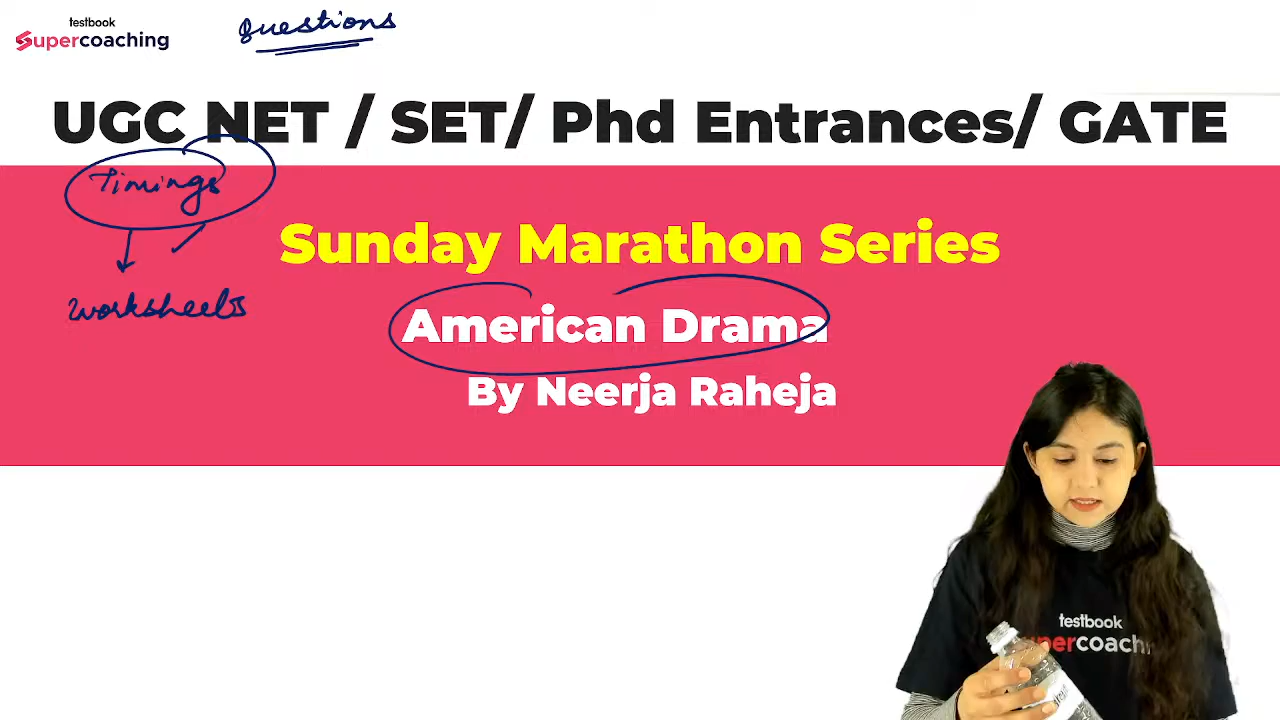 testbook
Supercoaching
questions
UGC NET / SET/ Phd Entrances/ GATE
Timings
Sunday Marathon Series
worksheets
American Drama
By Neerja Raheja
testbook
supercoachi